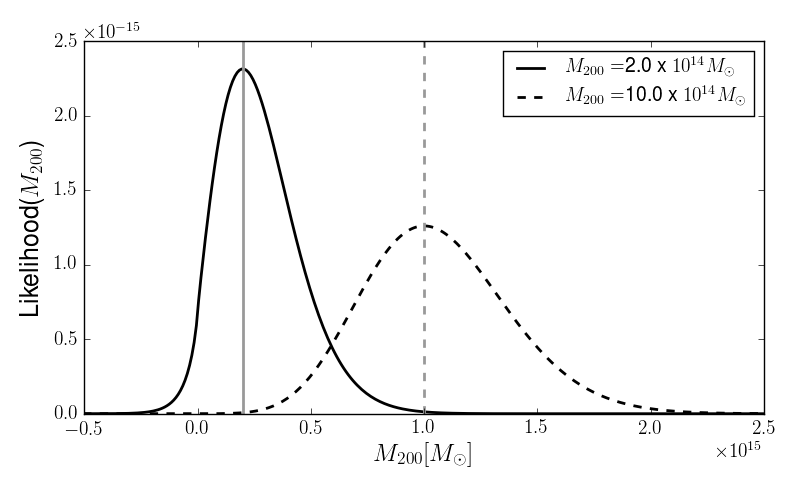 ×10⁻¹⁵
2.5
2.0
1.5
1.0
0.5
0.0
Likelihood(M₂₀₀)
M₂₀₀ =2.0 x 10¹⁴M⊙
M₂₀₀ =10.0 x 10¹⁴M⊙
−0.5 0.0 0.5 1.0 1.5 2.0 2.5
×10¹⁵
M₂₀₀[M⊙]